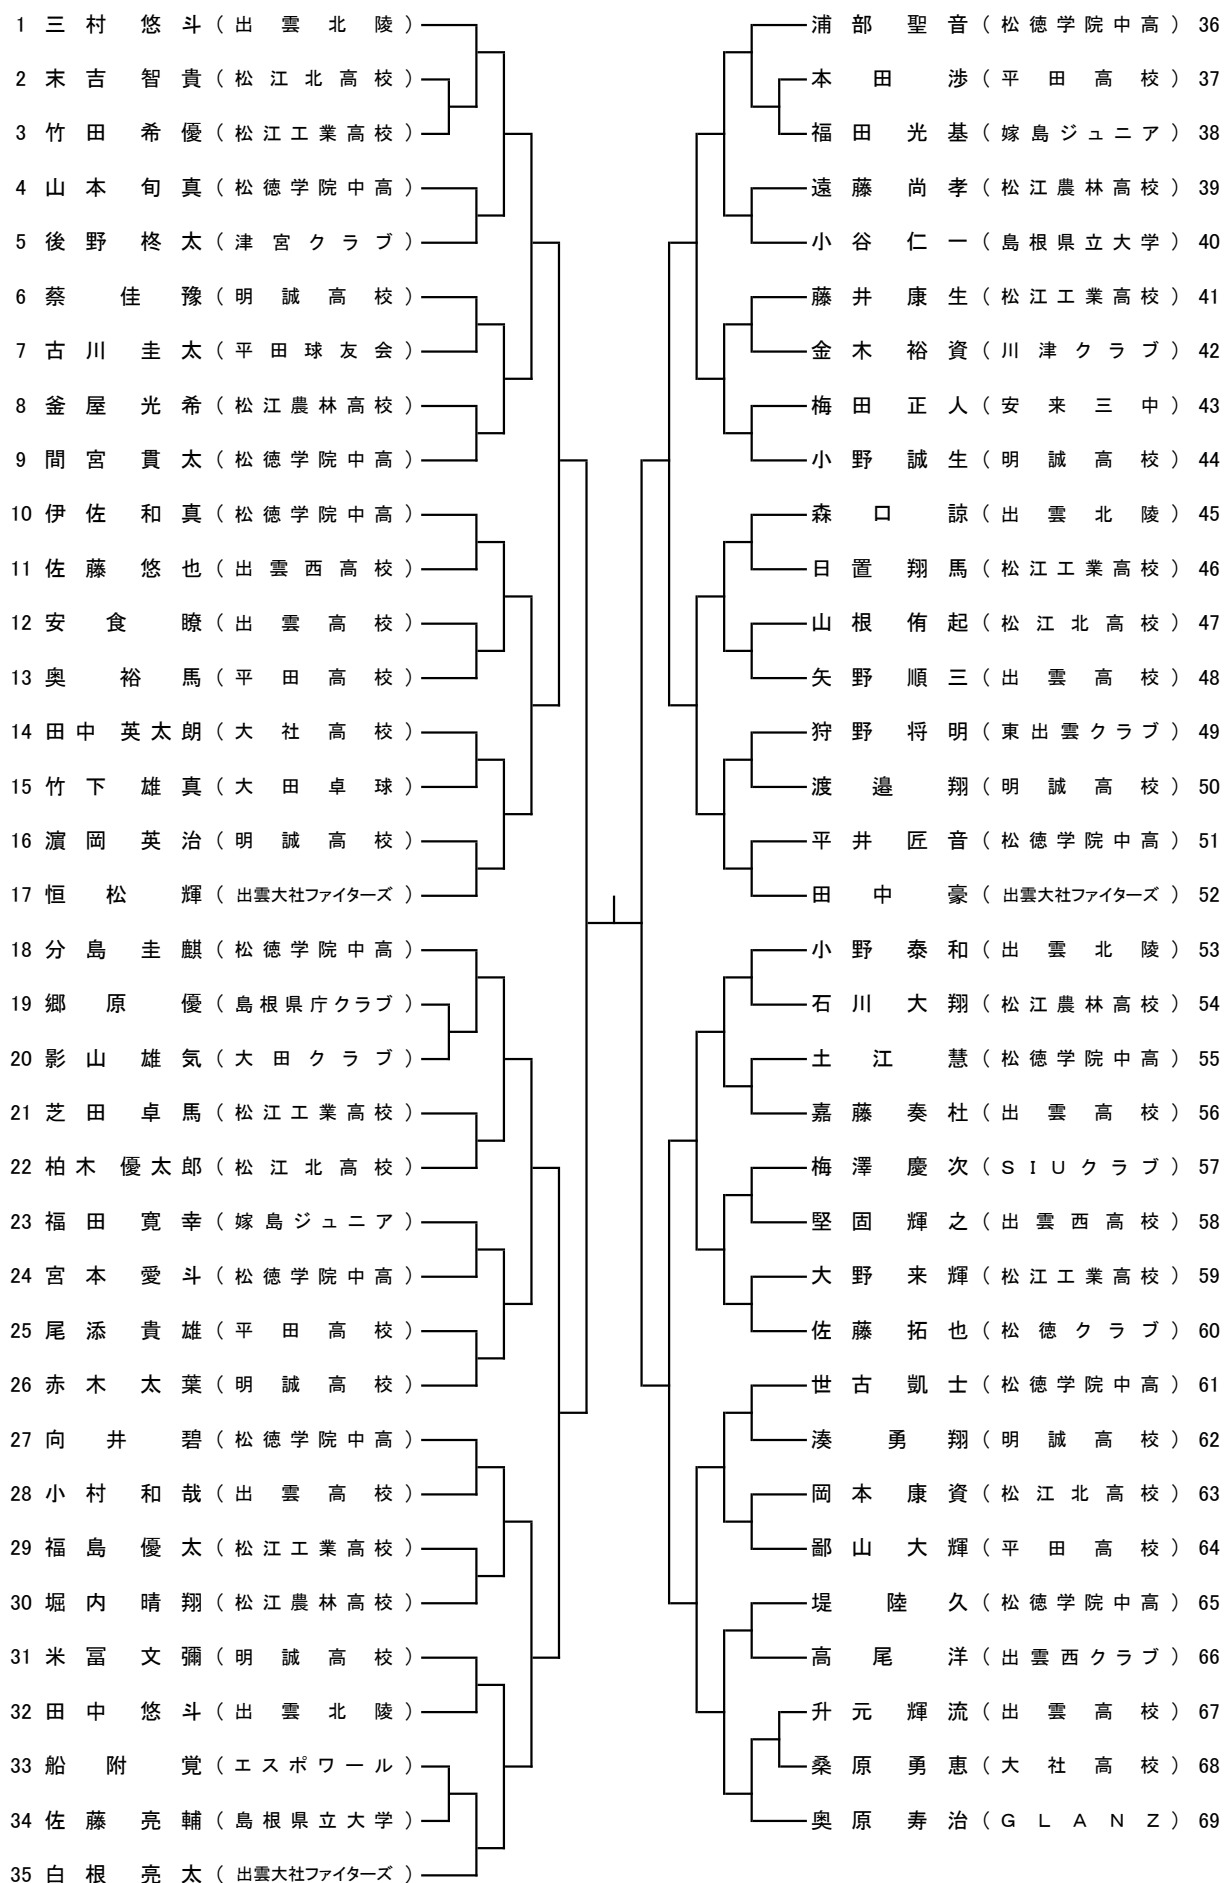 1 三村 悠斗 (出雲北陵)
2 末吉 智貴 (松江北高校)
3 竹田 希優 (松江工業高校)
4 山本 旬真 (松徳学院中高)
5 後野 柊太 (津宮クラブ)
6 蔡 佳豫 (明誠高校)
7 古川 圭太 (平田球友会)
8 釜屋 光希 (松江農林高校)
9 間宮 貫太 (松徳学院中高)
10 伊佐 和真 (松徳学院中高)
11 佐藤 悠也 (出雲西高校)
12 安食 瞭 (出雲高校)
13 奥 裕馬 (平田高校)
14 田中 英太朗 (大社高校)
15 竹下 雄真 (大田卓球)
16 濵岡 英治 (明誠高校)
17 恒松 輝 (出雲大社ファイターズ)
18 分島 圭麒 (松徳学院中高)
19 郷原 優 (島根県庁クラブ)
20 影山 雄気 (大田クラブ)
21 芝田 卓馬 (松江工業高校)
22 柏木 優太郎 (松江北高校)
23 福田 寛幸 (嫁島ジュニア)
24 宮本 愛斗 (松徳学院中高)
25 尾添 貴雄 (平田高校)
26 赤木 太葉 (明誠高校)
27 向井 碧 (松徳学院中高)
28 小村 和哉 (出雲高校)
29 福島 優太 (松江工業高校)
30 堀内 晴翔 (松江農林高校)
31 米冨 文彌 (明誠高校)
32 田中 悠斗 (出雲北陵)
33 船附 覚 (エスポワール)
34 佐藤 亮輔 (島根県立大学)
35 白根 亮太 (出雲大社ファイターズ)
浦部 聖音 (松徳学院中高) 36
本田 渉 (平田高校) 37
福田 光基 (嫁島ジュニア) 38
遠藤 尚孝 (松江農林高校) 39
小谷 仁一 (島根県立大学) 40
藤井 康生 (松江工業高校) 41
金木 裕資 (川津クラブ) 42
梅田 正人 (安来三中) 43
小野 誠生 (明誠高校) 44
森口 諒 (出雲北陵) 45
日置 翔馬 (松江工業高校) 46
山根 侑起 (松江北高校) 47
矢野 順三 (出雲高校) 48
狩野 将明 (東出雲クラブ) 49
渡邉 翔 (明誠高校) 50
平井 匠音 (松徳学院中高) 51
田中 豪 (出雲大社ファイターズ) 52
小野 泰和 (出雲北陵) 53
石川 大翔 (松江農林高校) 54
土江 慧 (松徳学院中高) 55
嘉藤 奏杜 (出雲高校) 56
梅澤 慶次 (SIUクラブ) 57
堅固 輝之 (出雲西高校) 58
大野 来輝 (松江工業高校) 59
佐藤 拓也 (松徳クラブ) 60
世古 凱士 (松徳学院中高) 61
湊 勇翔 (明誠高校) 62
岡本 康資 (松江北高校) 63
鄙山 大輝 (平田高校) 64
堤 陸久 (松徳学院中高) 65
高尾 洋 (出雲西クラブ) 66
升元 輝流 (出雲高校) 67
桑原 勇恵 (大社高校) 68
奥原 寿治 (GLANZ) 69